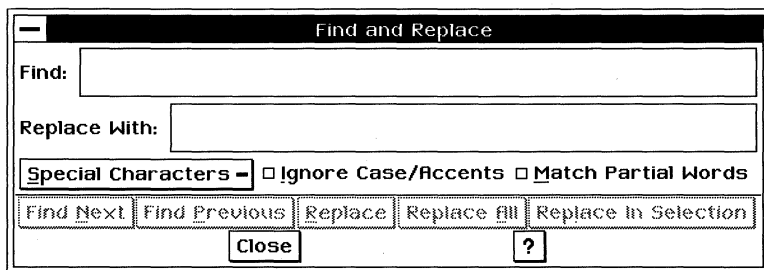 Find and Replace
Find:
Replace With:
Special Characters Ignore Case/Accents Match Partial Words
Find Next Find Previous Replace Replace All Replace In Selection
Close ?